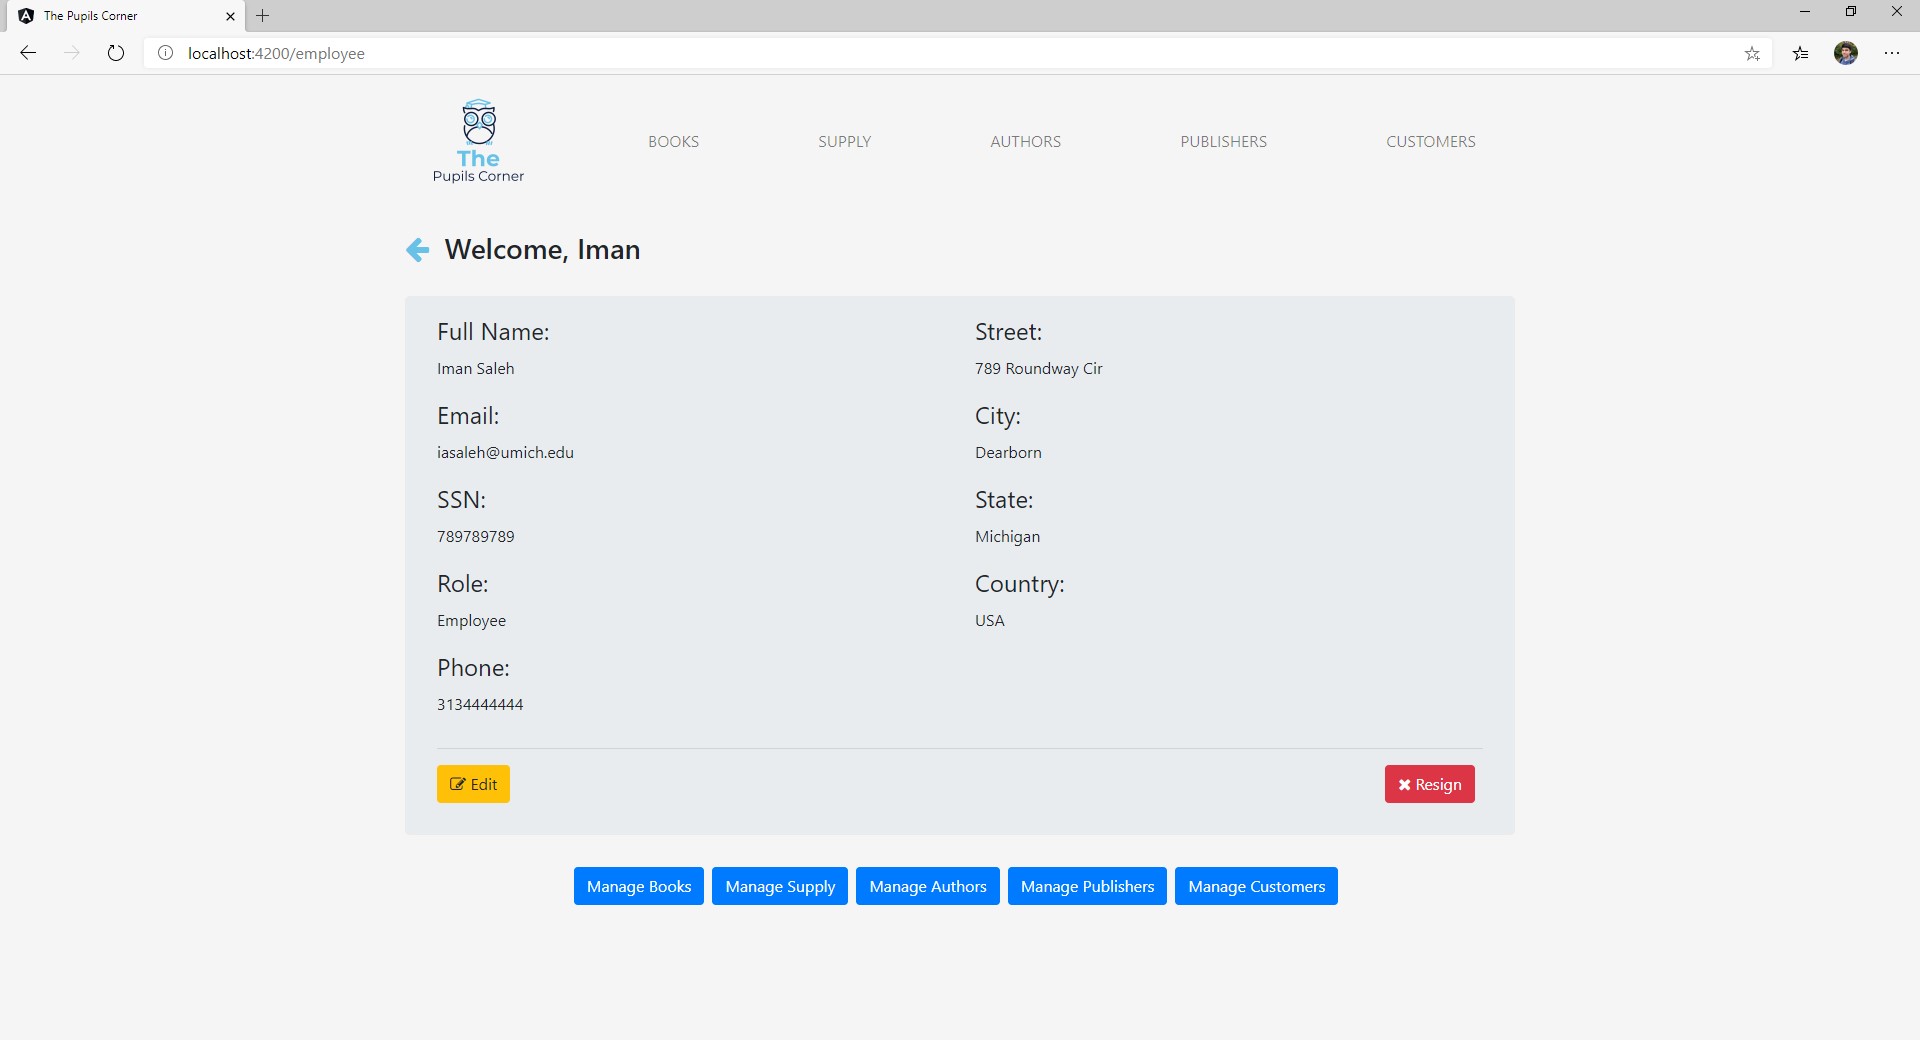 The Pupils Corner
localhost:4200/employee
The
Pupils Corner
BOOKS SUPPLY AUTHORS PUBLISHERS CUSTOMERS
Welcome, Iman
Full Name:
Iman Saleh
Email:
iasaleh@umich.edu
SSN:
789789789
Role:
Employee
Phone:
3134444444
Street:
789 Roundway Cir
City:
Dearborn
State:
Michigan
Country:
USA
Edit Resign
Manage Books Manage Supply Manage Authors Manage Publishers Manage Customers